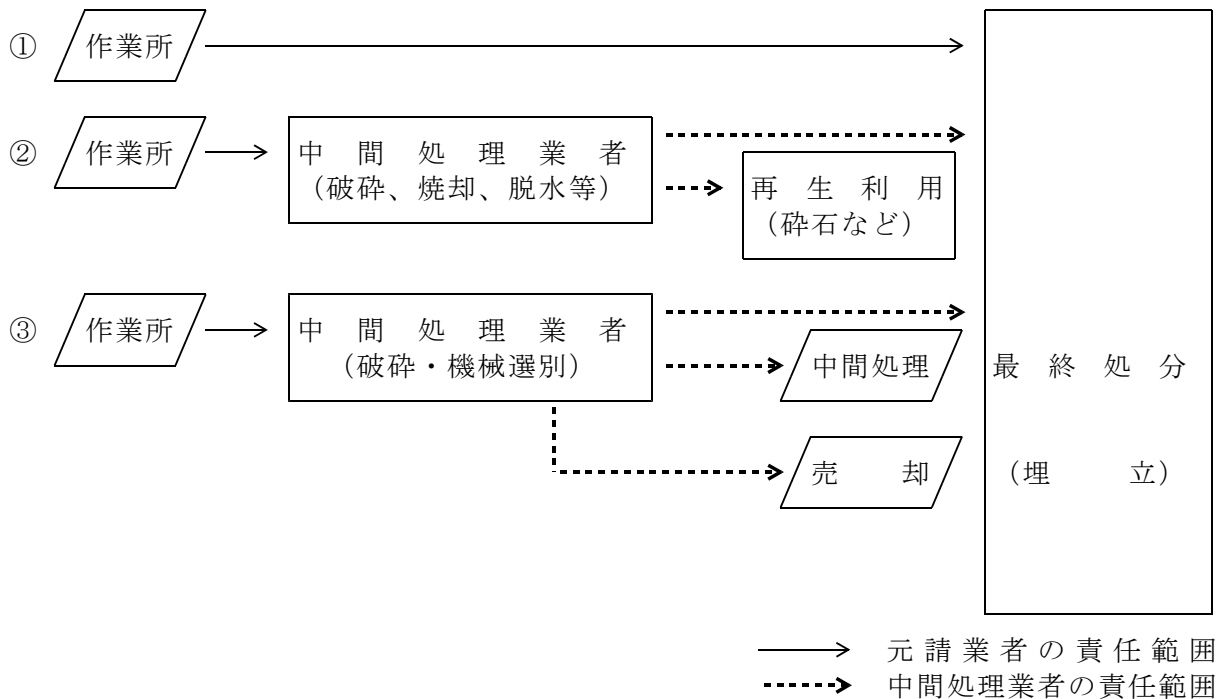 ① 作業所
② 作業所
中間処理業者
（破砕、焼却、脱水等）
再生利用
（砕石など）
③ 作業所
中間処理業者
（破砕・機械選別）
中間処理
売却
最終処分
（埋立）
元請業者の責任範囲
中間処理業者の責任範囲